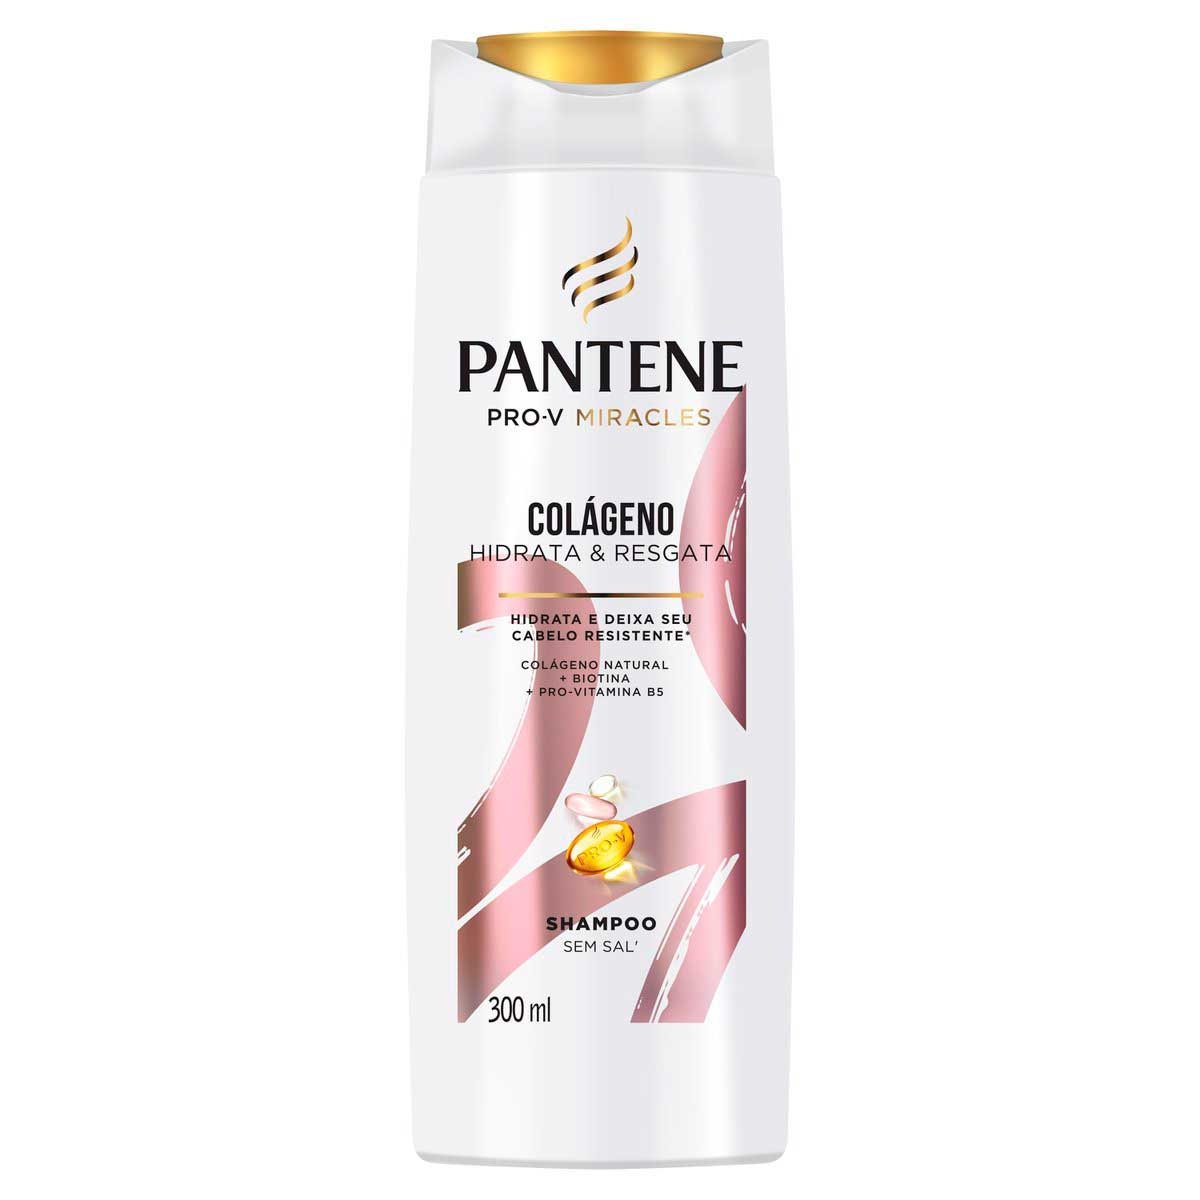 PANTENE
PRO-V MIRACLES
COLÁGENO
HIDRATA & RESGATA
HIDRATA E DEIXA SEU
CABELO RESISTENTE*
COLÁGENO NATURAL
+ BIOTINA
+ PRO-VITAMINA B5
PRO-V
SHAMPOO
SEM SAL'
300 ml